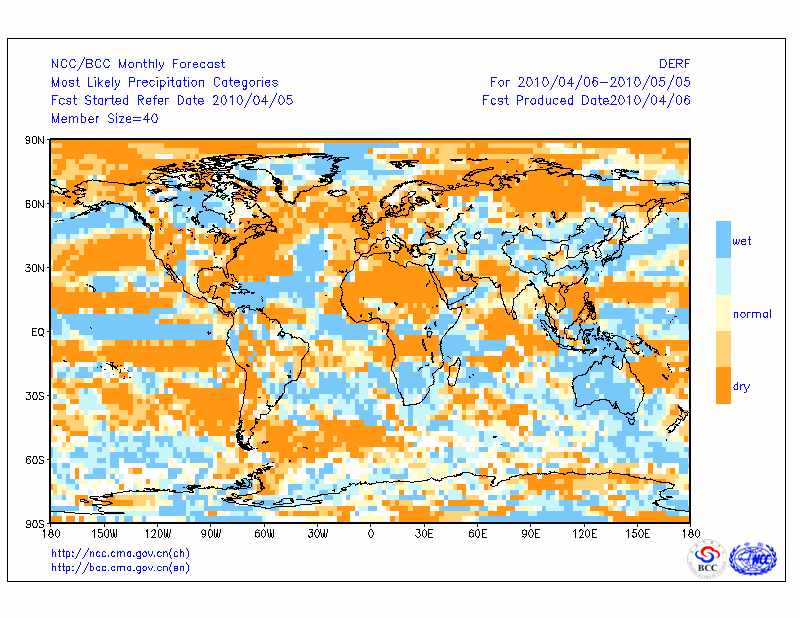 NCC/BCC Monthly Forecast DERF
Most Likely Precipitation Categories For 2010/04/06-2010/05/05
Fcst Started Refer Date 2010/04/05 Fcst Produced Date2010/04/06
Member Size=40
90N
60N
30N
EQ
30S
60S
90S
180 150W 120W 90W 60W 30W 0 30E 60E 90E 120E 150E 180
wet
normal
dry
http://ncc.cma.gov.cn(ch)
http://bcc.cma.gov.cn(en)
BCC
NCC